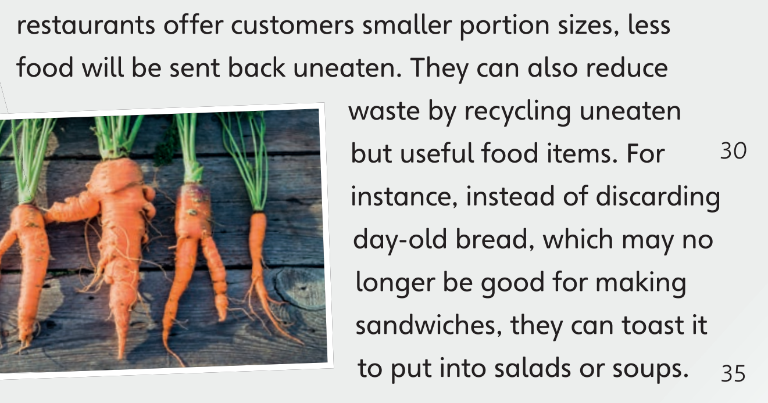 restaurants offer customers smaller portion sizes, less
food will be sent back uneaten. They can also reduce
waste by recycling uneaten
but useful food items. For 30
instance, instead of discarding
day-old bread, which may no
longer be good for making
sandwiches, they can toast it
to put into salads or soups. 35